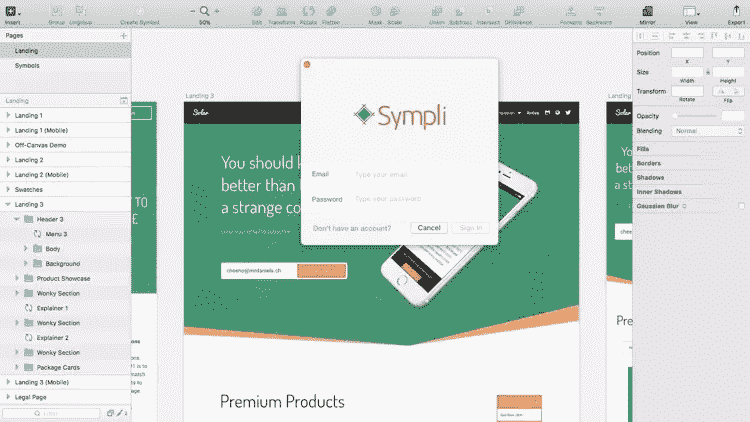 Insert
Group
Ungroup
Create Symbol
50%
Edit
Transform
Rotate
Flatten
Mask
Scale
Union
Subtract
Intersect
Difference
Forward
Backward
Mirror
View
Export
Pages
Landing
Symbols
Landing
Landing 1
Landing 1 (Mobile)
Off-Canvas Demo
Landing 2
Landing 2 (Mobile)
Swatches
Landing 3
Header 3
Menu 3
Body
Background
Product Showcase
Wonky Section
Explainer 1
Wonky Section
Explainer 2
Wonky Section
Package Cards
Landing 3 (Mobile)
Legal Page
Filter
Landing 3
Solar
You should k
better than
a strange co
cheeho@mrdaniels.ch
Premium Products
Sympli
Email
Type your email
Password
Type your password
Don't have an account?
Cancel
Sign in
Position
X
Y
Size
Width
Height
Transform
Rotate
Flip
Opacity
Blending
Normal
Fills
Borders
Shadows
Inner Shadows
Gaussian Blur